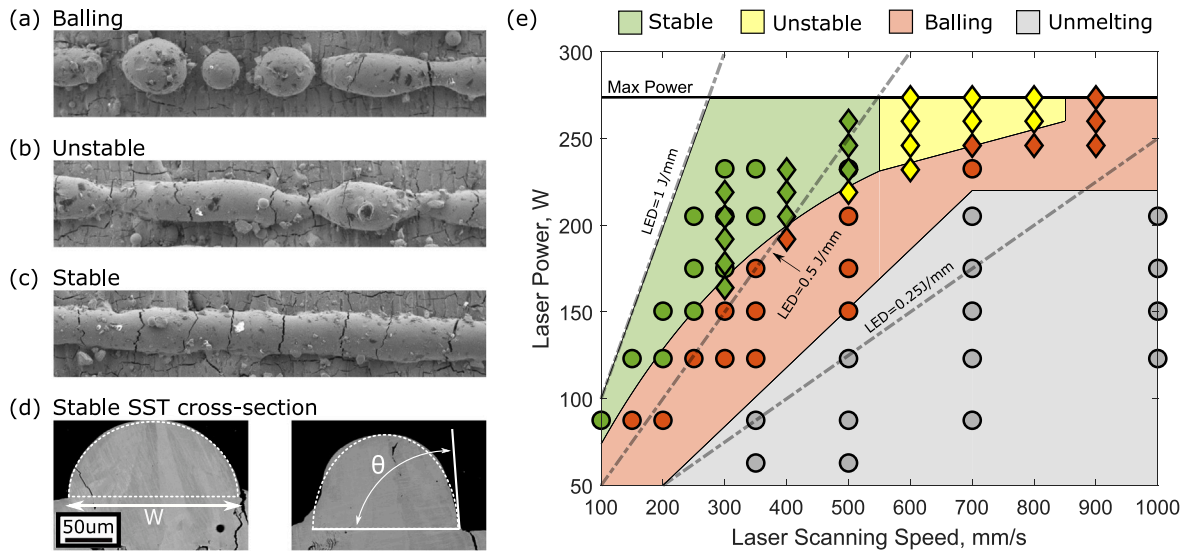 (a) Balling
(b) Unstable
(c) Stable
(d) Stable SST cross-section
50um
W
θ
(e)
Stable Unstable Balling Unmelting
300
250
200
150
100
50
Laser Power, W
Max Power
LED=1 J/mm
LED=0.5 J/mm
LED=0.25J/mm
100 200 300 400 500 600 700 800 900 1000
Laser Scanning Speed, mm/s